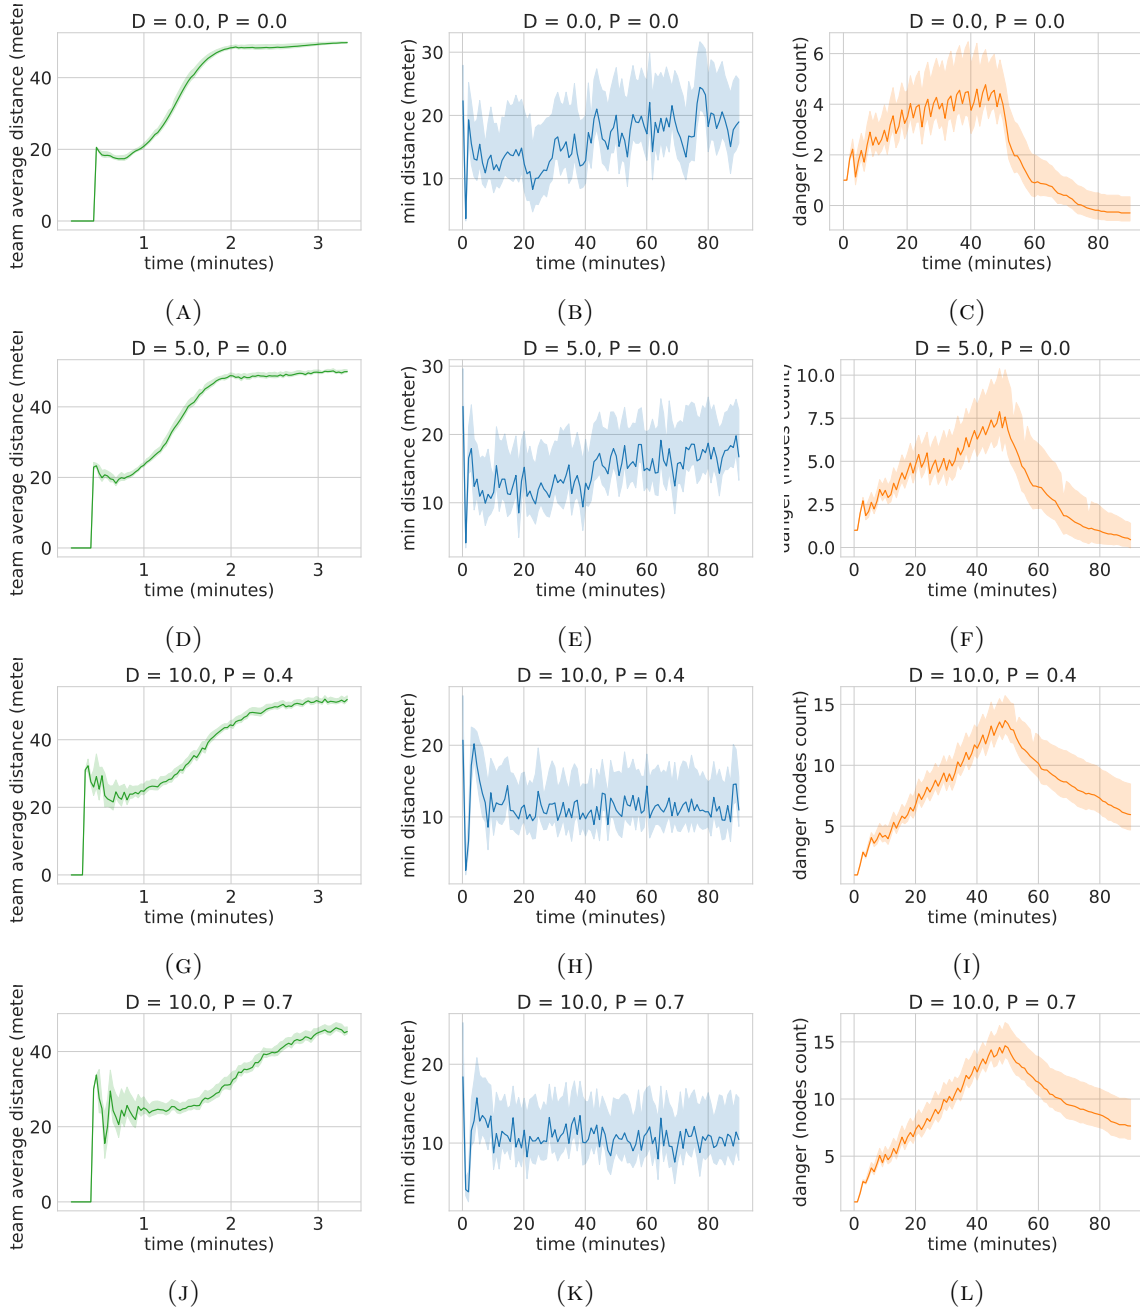 D = 0.0, P = 0.0
team average distance (meter
40
20
0
1 2 3
time (minutes)
(A)
D = 0.0, P = 0.0
min distance (meter)
30
20
10
0 20 40 60 80
time (minutes)
(B)
D = 0.0, P = 0.0
danger (nodes count)
6
4
2
0
0 20 40 60 80
time (minutes)
(C)
D = 5.0, P = 0.0
team average distance (meter
40
20
0
1 2 3
time (minutes)
(D)
D = 5.0, P = 0.0
min distance (meter)
30
20
10
0 20 40 60 80
time (minutes)
(E)
D = 5.0, P = 0.0
danger (nodes count)
10.0
7.5
5.0
2.5
0.0
0 20 40 60 80
time (minutes)
(F)
D = 10.0, P = 0.4
team average distance (meter
40
20
0
1 2 3
time (minutes)
(G)
D = 10.0, P = 0.4
min distance (meter)
20
10
0 20 40 60 80
time (minutes)
(H)
D = 10.0, P = 0.4
danger (nodes count)
15
10
5
0 20 40 60 80
time (minutes)
(I)
D = 10.0, P = 0.7
team average distance (meter
40
20
0
1 2 3
time (minutes)
(J)
D = 10.0, P = 0.7
min distance (meter)
20
10
0 20 40 60 80
time (minutes)
(K)
D = 10.0, P = 0.7
danger (nodes count)
15
10
5
0 20 40 60 80
time (minutes)
(L)